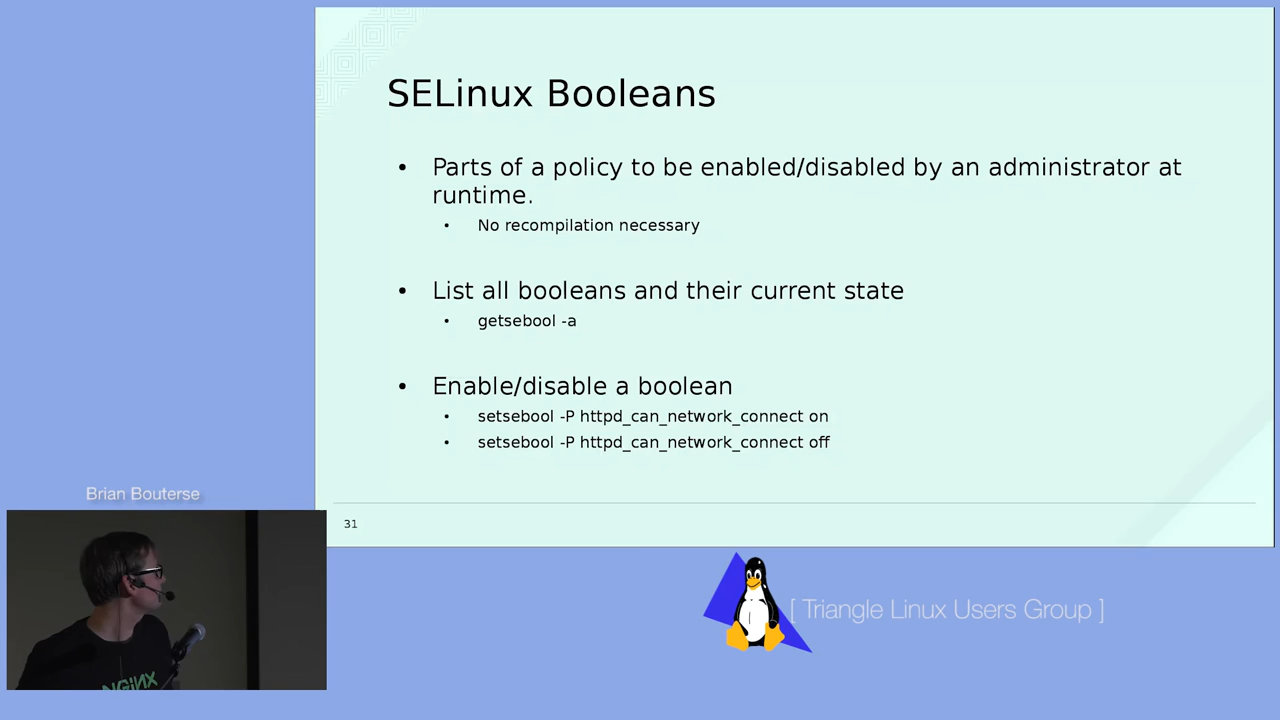 SELinux Booleans
• Parts of a policy to be enabled/disabled by an administrator at
runtime.
• No recompilation necessary
• List all booleans and their current state
• getsebool -a
• Enable/disable a boolean
• setsebool -P httpd_can_network_connect on
• setsebool -P httpd_can_network_connect off
31
Brian Bouterse
NGiNX
[ Triangle Linux Users Group ]